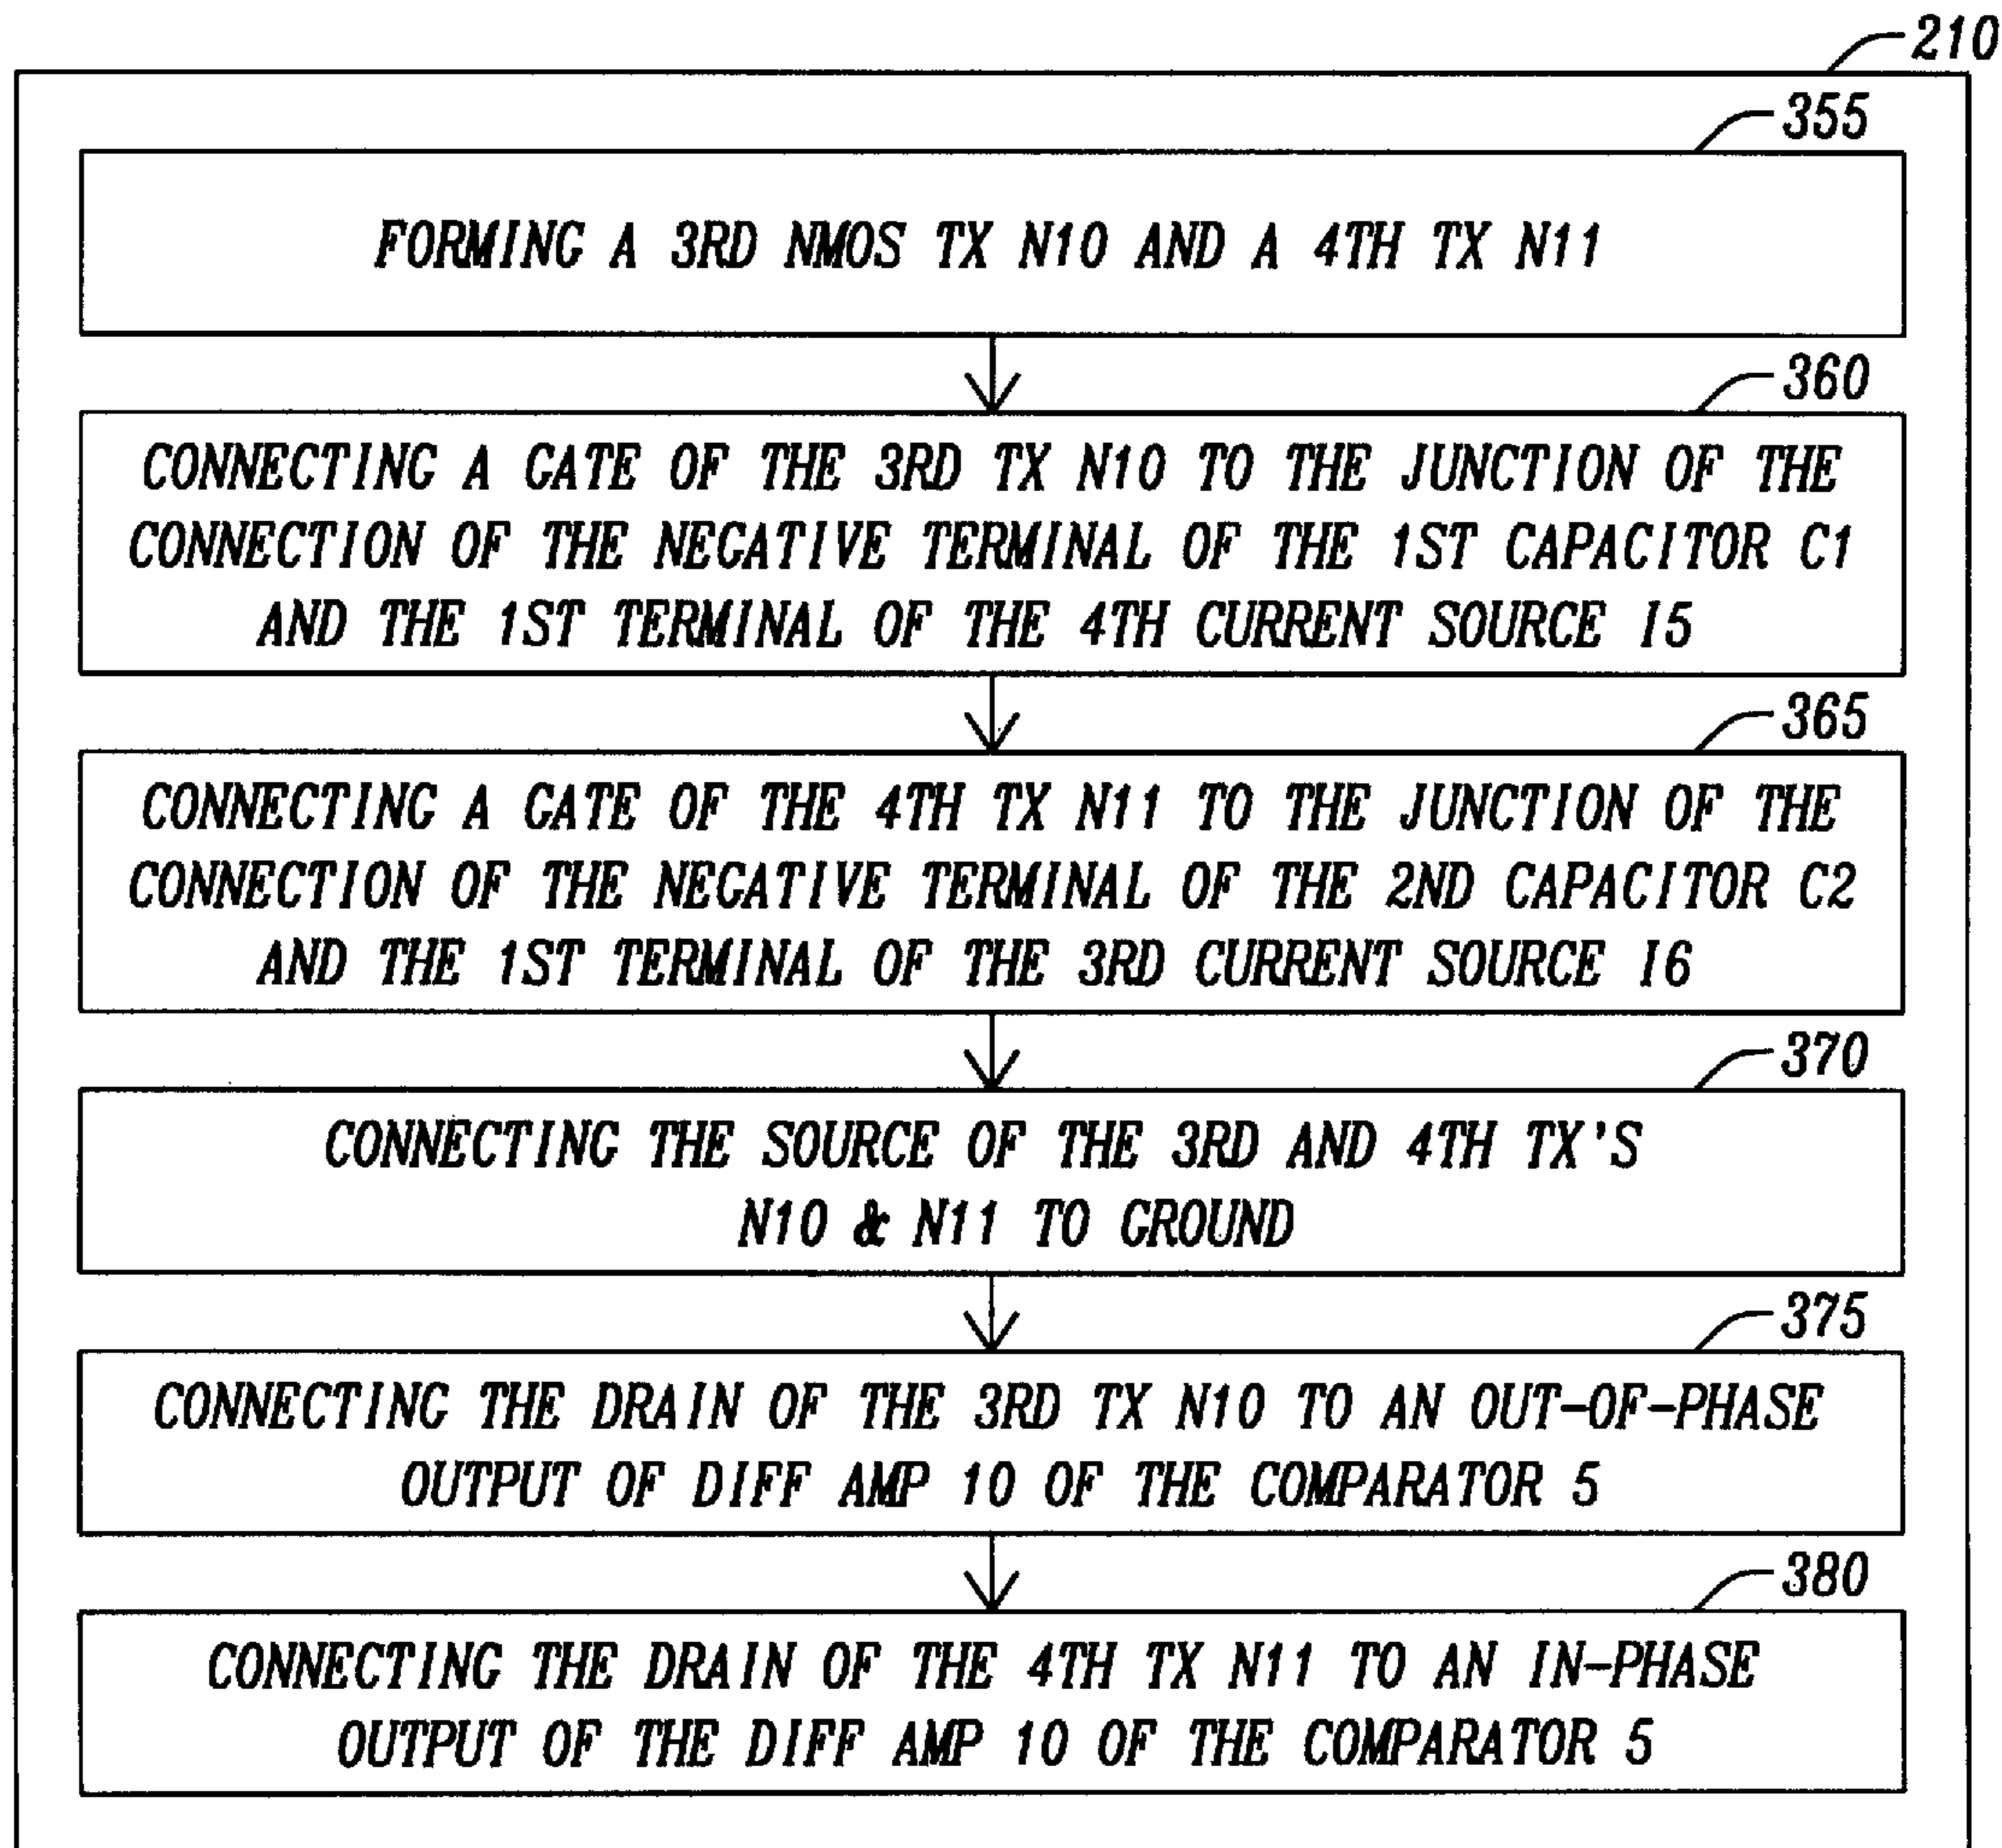 210
355
FORMING A 3RD NMOS TX N10 AND A 4TH TX N11
360
CONNECTING A GATE OF THE 3RD TX N10 TO THE JUNCTION OF THE
CONNECTION OF THE NEGATIVE TERMINAL OF THE 1ST CAPACITOR C1
AND THE 1ST TERMINAL OF THE 4TH CURRENT SOURCE I5
365
CONNECTING A GATE OF THE 4TH TX N11 TO THE JUNCTION OF THE
CONNECTION OF THE NEGATIVE TERMINAL OF THE 2ND CAPACITOR C2
AND THE 1ST TERMINAL OF THE 3RD CURRENT SOURCE I6
370
CONNECTING THE SOURCE OF THE 3RD AND 4TH TX'S
N10 & N11 TO GROUND
375
CONNECTING THE DRAIN OF THE 3RD TX N10 TO AN OUT-OF-PHASE
OUTPUT OF DIFF AMP 10 OF THE COMPARATOR 5
380
CONNECTING THE DRAIN OF THE 4TH TX N11 TO AN IN-PHASE
OUTPUT OF THE DIFF AMP 10 OF THE COMPARATOR 5